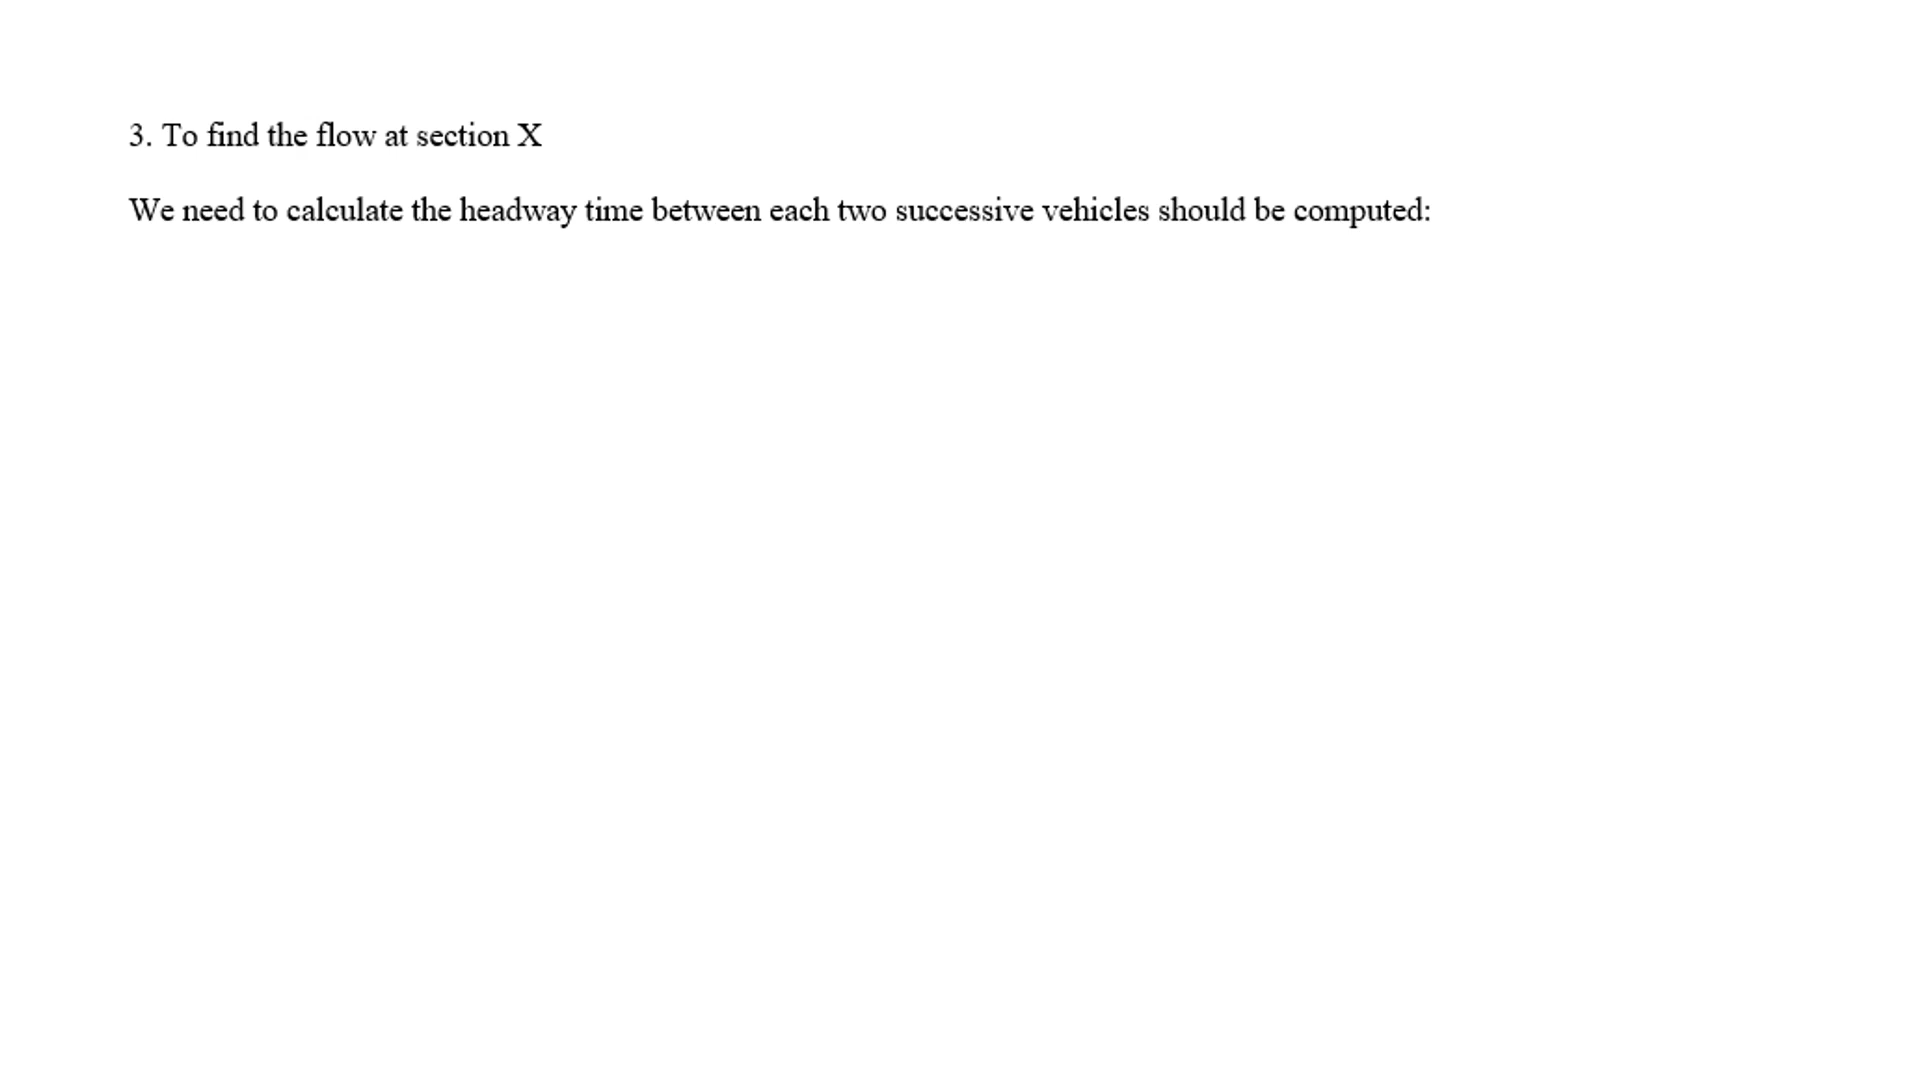 3. To find the flow at section X
We need to calculate the headway time between each two successive vehicles should be computed: